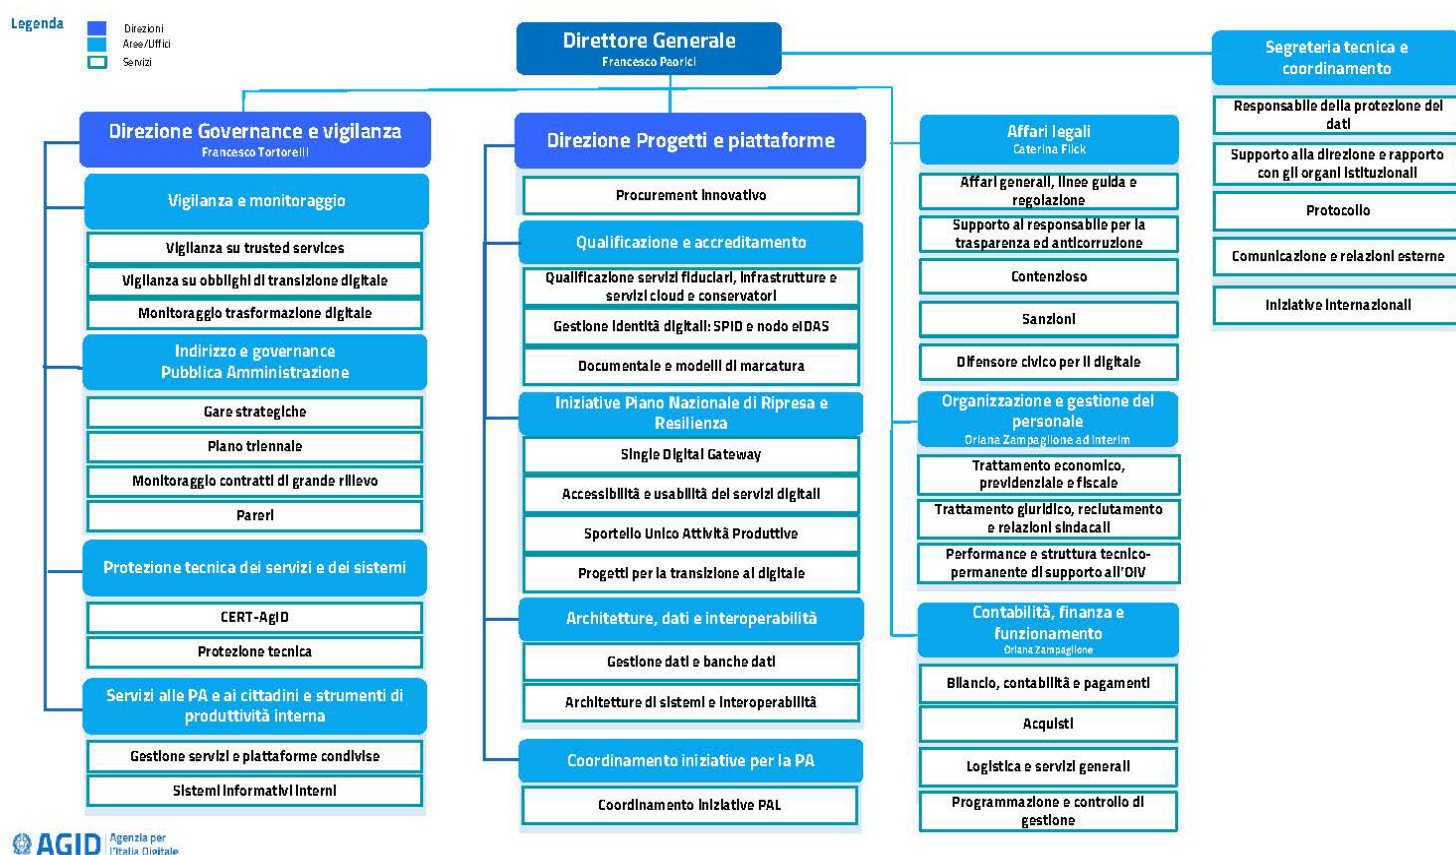 Legenda
Direzioni
Aree/Uffici
Servizi
Direttore Generale
Francesco Paorici
Segreteria tecnica e
coordinamento
Responsabile della protezione dei
dati
Supporto alla direzione e rapporto
con gli organi istituzionali
Protocollo
Comunicazione e relazioni esterne
Iniziative internazionali
Direzione Governance e vigilanza
Francesco Tortorelli
Vigilanza e monitoraggio
Vigilanza su trusted services
Vigilanza su obblighi di transizione digitale
Monitoraggio trasformazione digitale
Indirizzo e governance
Pubblica Amministrazione
Gare strategiche
Piano triennale
Monitoraggio contratti di grande rilievo
Pareri
Protezione tecnica dei servizi e dei sistemi
CERT-AgID
Protezione tecnica
Servizi alle PA e ai cittadini e strumenti di
produttività interna
Gestione servizi e piattaforme condivise
Sistemi informativi interni
Direzione Progetti e piattaforme
Procurement innovativo
Qualificazione e accreditamento
Qualificazione servizi fiduciari, infrastrutture e
servizi cloud e conservatori
Gestione identità digitali: SPID e nodo eIDAS
Documentale e modelli di marcatura
Iniziative Piano Nazionale di Ripresa e
Resilienza
Single Digital Gateway
Accessibilità e usabilità dei servizi digitali
Sportello Unico Attività Produttive
Progetti per la transizione al digitale
Architetture, dati e interoperabilità
Gestione dati e banche dati
Architetture di sistemi e interoperabilità
Coordinamento iniziative per la PA
Coordinamento iniziative PAL
Affari legali
Caterina Flick
Affari generali, linee guida e
regolazione
Supporto al responsabile per la
trasparenza ed anticorruzione
Contenzioso
Sanzioni
Difensore civico per il digitale
Organizzazione e gestione del
personale
Oriana Zampaglione ad interim
Trattamento economico,
previdenziale e fiscale
Trattamento giuridico, reclutamento
e relazioni sindacali
Performance e struttura tecnico-
permanente di supporto all'OIV
Contabilità, finanza e
funzionamento
Oriana Zampaglione
Bilancio, contabilità e pagamenti
Acquisti
Logistica e servizi generali
Programmazione e controllo di
gestione
AGID
Agenzia per
l'Italia Digitale